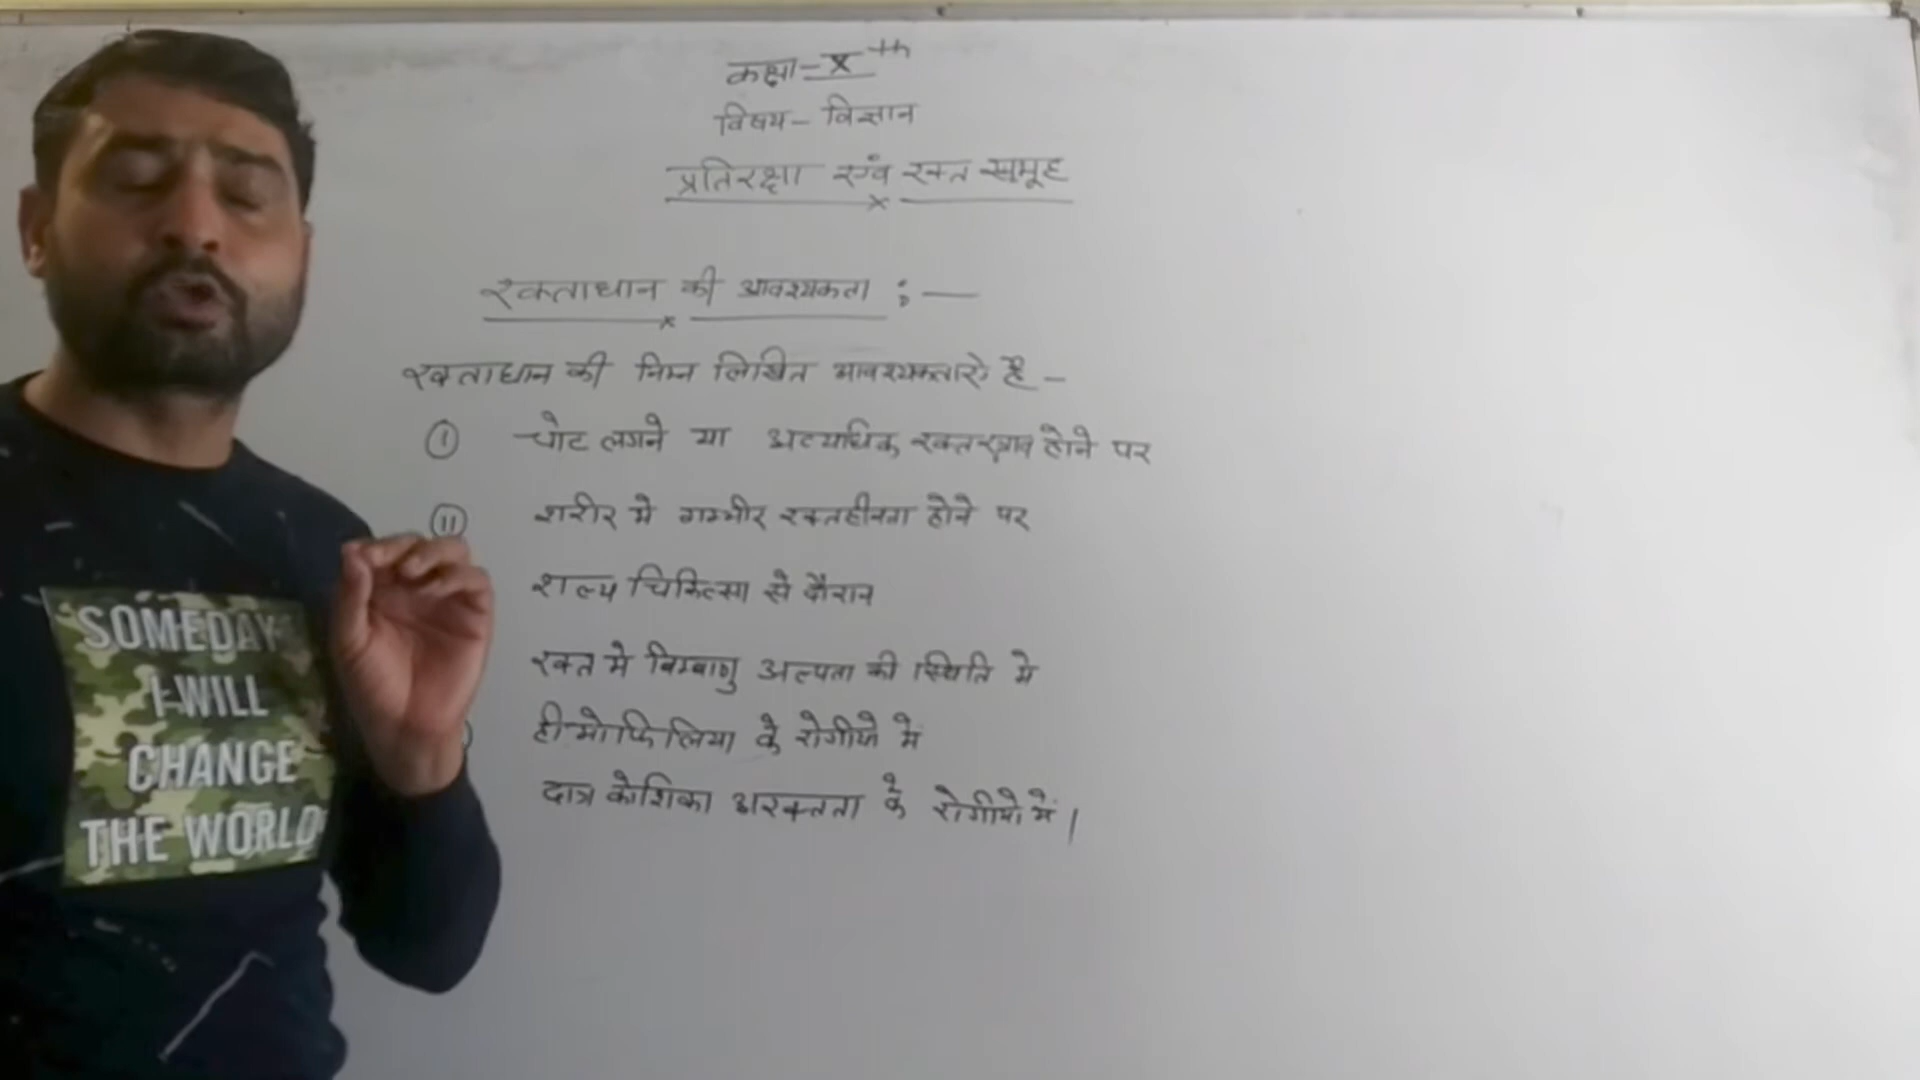 कक्षा - X th
विषय - विज्ञान
प्रतिरक्षा एवं रक्त समूह
रक्ताधान की आवश्यकता :-
रक्ताधान की निम्न लिखित आवश्यकताऐ है -
(I) चोट लगने या अत्यधिक रक्तस्त्राव होने पर
(II) शरीर मे गम्भीर रक्तहीनता होने पर
शल्य चिकित्सा से दौरान
रक्त मे बिम्बाणु अल्पता की स्थिति मे
हीमोफिलिया के रोगीयो में
दात्र कोशिका अरक्तता के रोगीयो में |
SOMEDAY
I WILL
CHANGE
THE WORLD